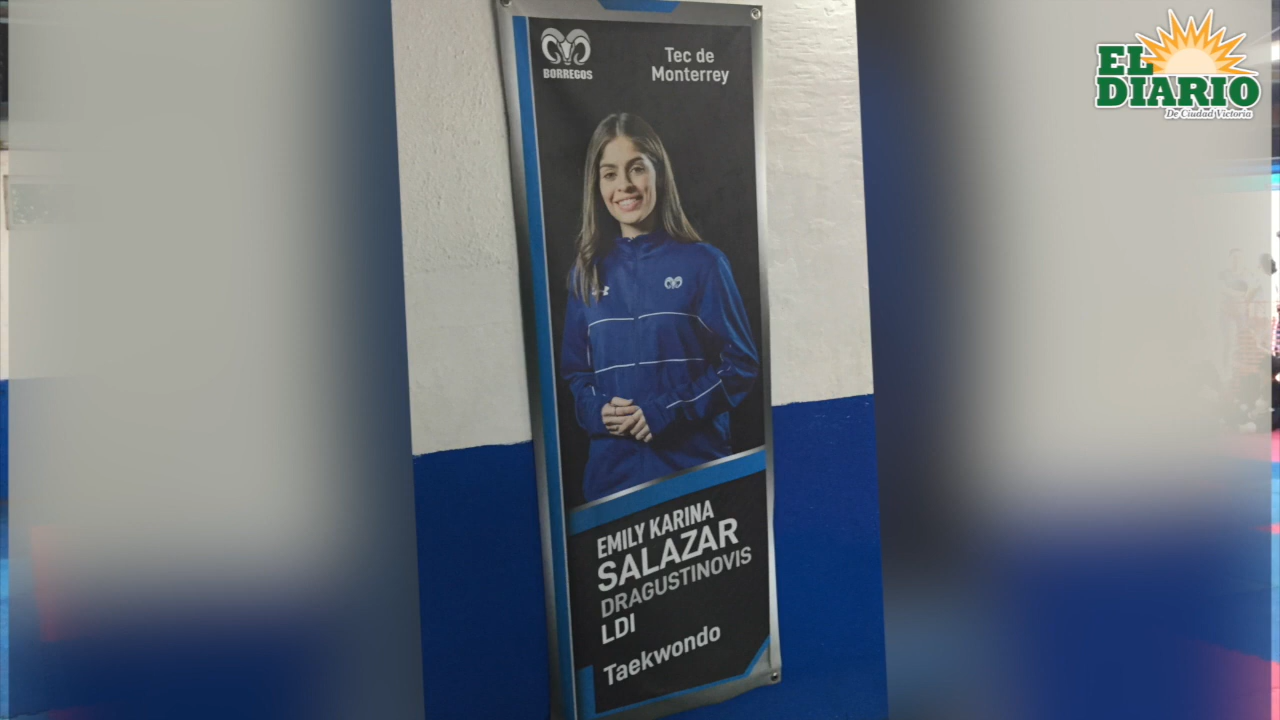 BORREGOS
Tec de
Monterrey
EMILY KARINA
SALAZAR
DRAGUSTINOVIS
LDI
Taekwondo
EL
DIARIO
De Ciudad Victoria